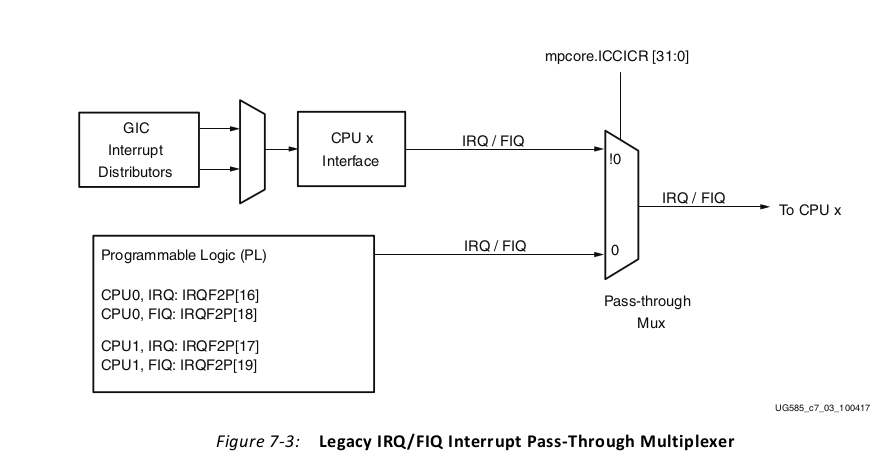 mpcore.ICCICR [31:0]
GIC
Interrupt
Distributors
CPU x
Interface
IRQ / FIQ
!0
IRQ / FIQ
To CPU x
Programmable Logic (PL)
IRQ / FIQ
0
CPU0, IRQ: IRQF2P[16]
CPU0, FIQ: IRQF2P[18]
CPU1, IRQ: IRQF2P[17]
CPU1, FIQ: IRQF2P[19]
Pass-through
Mux
UG585_c7_03_100417
Figure 7-3: Legacy IRQ/FIQ Interrupt Pass-Through Multiplexer